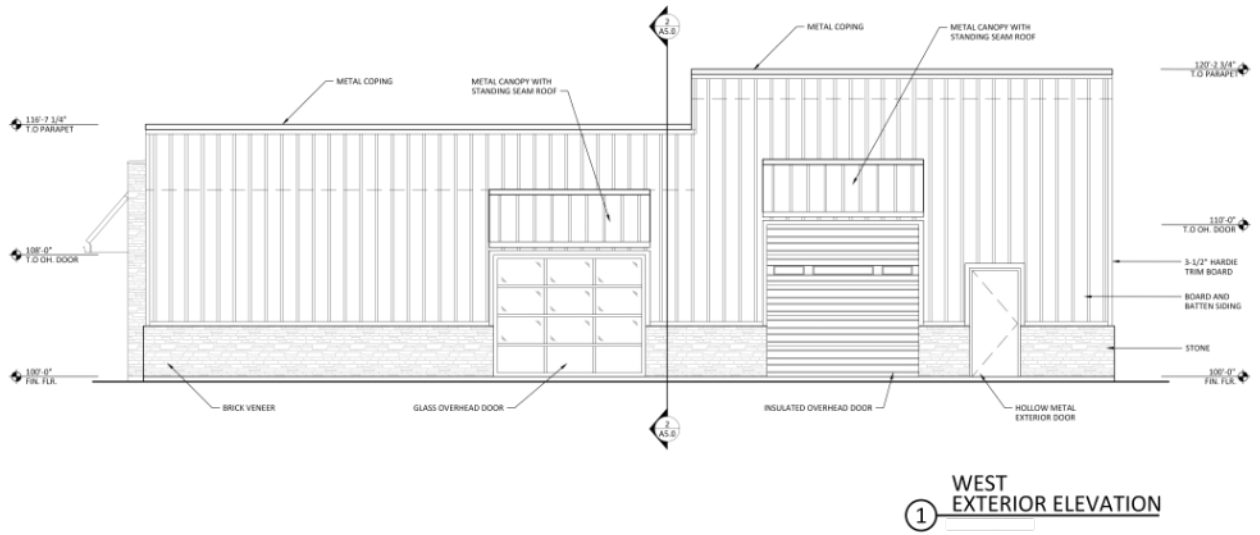 2
A5.0
METAL COPING
METAL CANOPY WITH
STANDING SEAM ROOF
METAL COPING
METAL CANOPY WITH
STANDING SEAM ROOF
120'-2 3/4"
T.O PARAPET
116'-7 1/4"
T.O PARAPET
110'-0"
T.O OH. DOOR
108'-0"
T.O OH. DOOR
3-1/2" HARDIE
TRIM BOARD
BOARD AND
BATTEN SIDING
STONE
100'-0"
FIN. FLR.
100'-0"
FIN. FLR.
BRICK VENEER
GLASS OVERHEAD DOOR
INSULATED OVERHEAD DOOR
HOLLOW METAL
EXTERIOR DOOR
2
A5.0
WEST
1 EXTERIOR ELEVATION